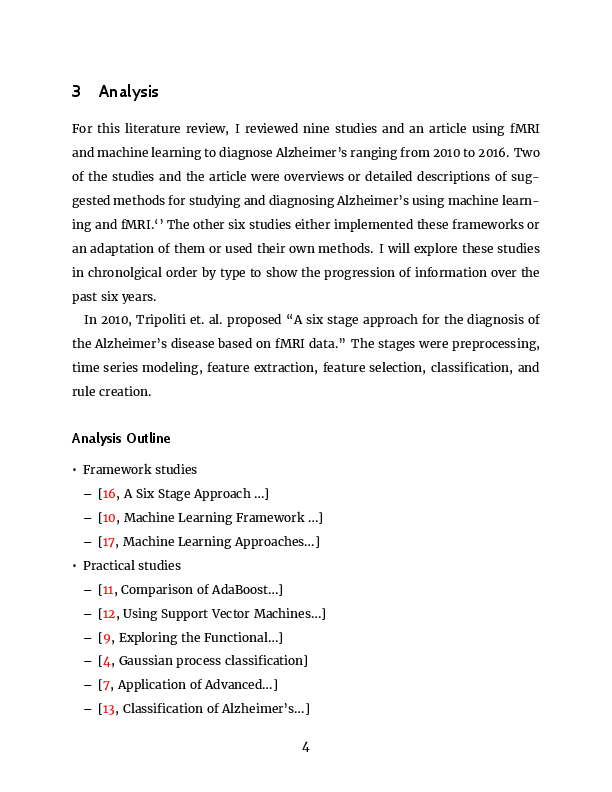 3 Analysis
For this literature review, I reviewed nine studies and an article using fMRI
and machine learning to diagnose Alzheimer’s ranging from 2010 to 2016. Two
of the studies and the article were overviews or detailed descriptions of sug-
gested methods for studying and diagnosing Alzheimer’s using machine learn-
ing and fMRI.‘’ The other six studies either implemented these frameworks or
an adaptation of them or used their own methods. I will explore these studies
in chronolgical order by type to show the progression of information over the
past six years.
In 2010, Tripoliti et. al. proposed “A six stage approach for the diagnosis of
the Alzheimer’s disease based on fMRI data.” The stages were preprocessing,
time series modeling, feature extraction, feature selection, classification, and
rule creation.
Analysis Outline
• Framework studies
– [16, A Six Stage Approach ...]
– [10, Machine Learning Framework ...]
– [17, Machine Learning Approaches...]
• Practical studies
– [11, Comparison of AdaBoost...]
– [12, Using Support Vector Machines...]
– [9, Exploring the Functional...]
– [4, Gaussian process classification]
– [7, Application of Advanced...]
– [13, Classification of Alzheimer’s...]
4